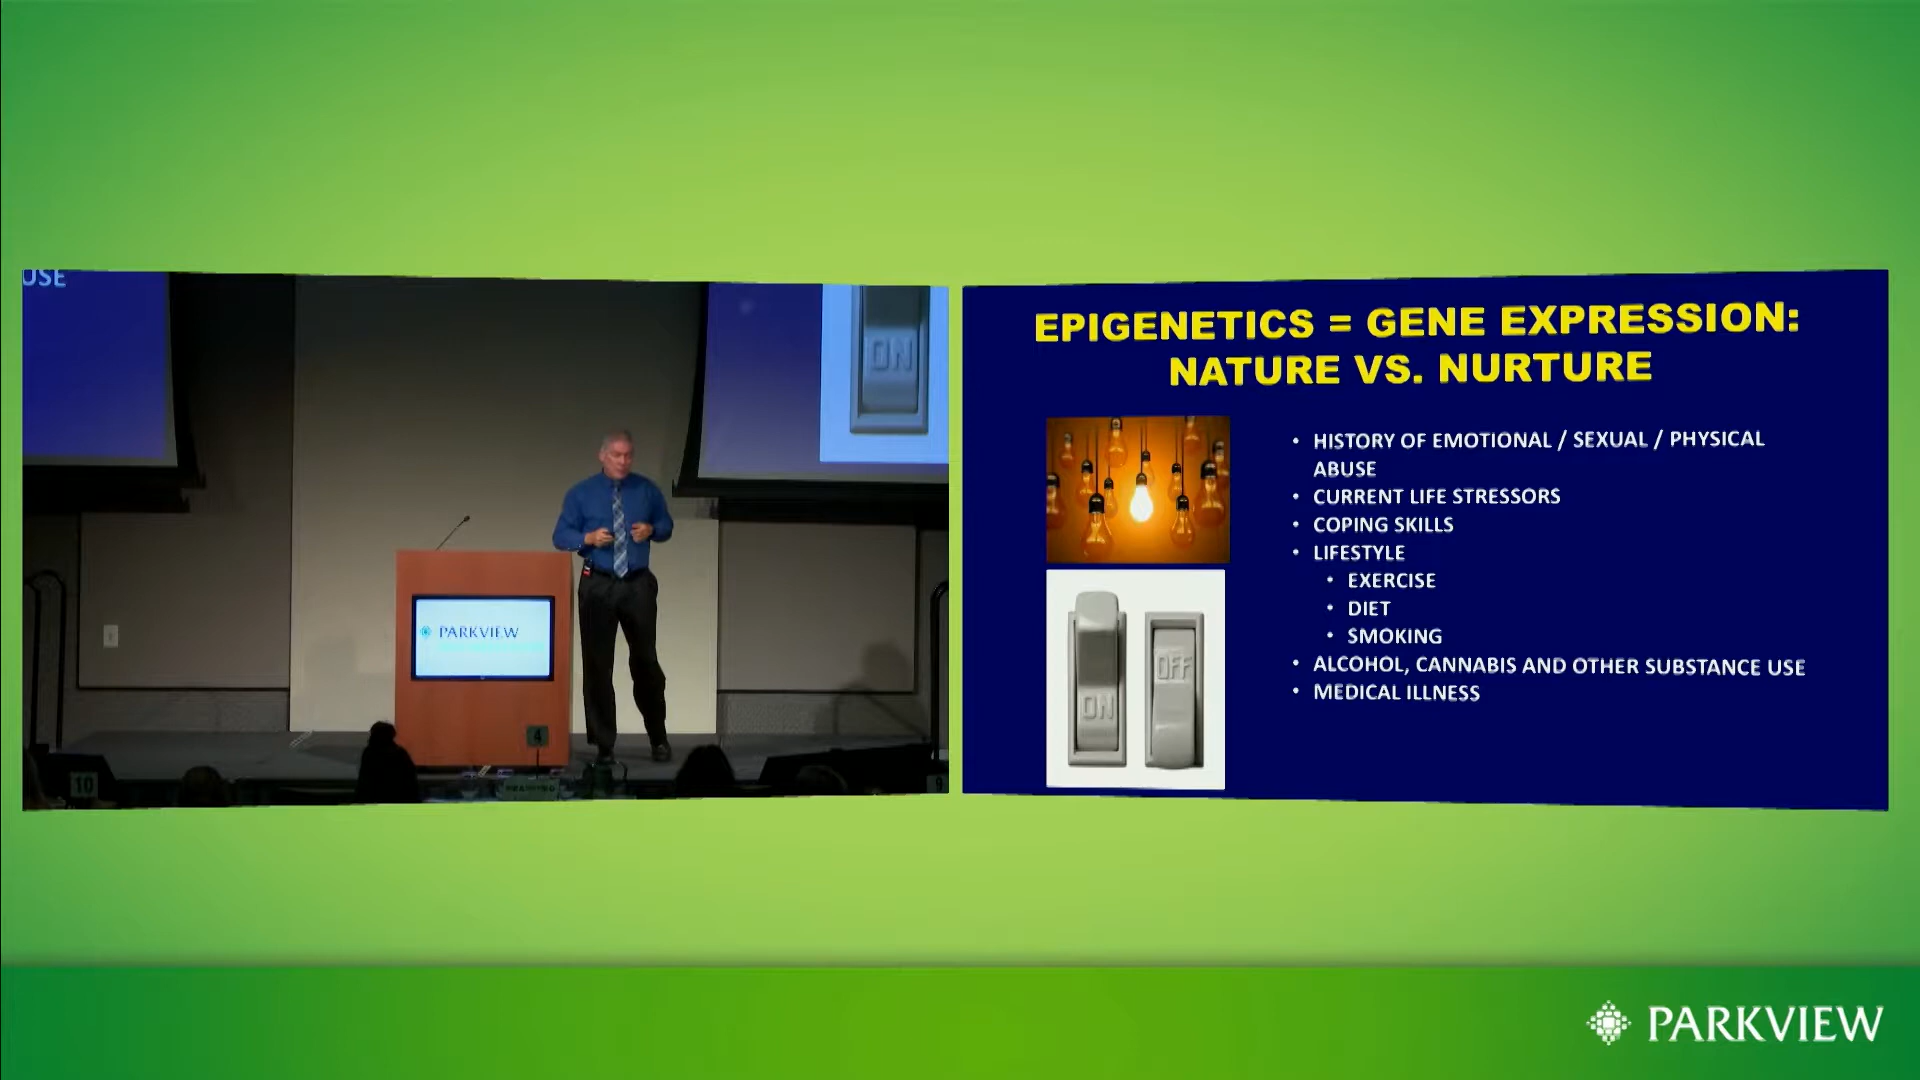 USE
ON
PARKVIEW
4
10
9
EPIGENETICS = GENE EXPRESSION:
NATURE VS. NURTURE
• HISTORY OF EMOTIONAL / SEXUAL / PHYSICAL
ABUSE
• CURRENT LIFE STRESSORS
• COPING SKILLS
• LIFESTYLE
• EXERCISE
• DIET
• SMOKING
• ALCOHOL, CANNABIS AND OTHER SUBSTANCE USE
• MEDICAL ILLNESS
ON
OFF
PARKVIEW